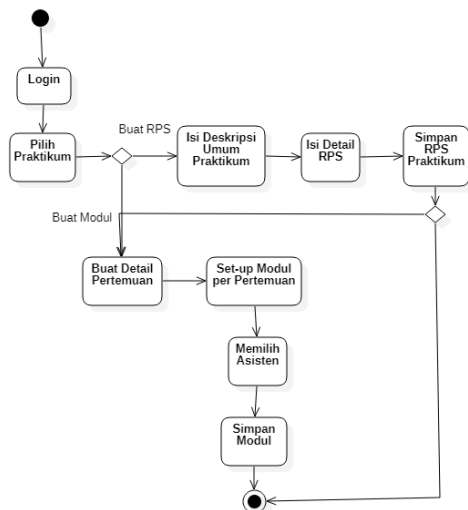 Login
Pilih
Praktikum
Buat RPS
Isi Deskripsi
Umum
Praktikum
Isi Detail
RPS
Simpan
RPS
Praktikum
Buat Modul
Buat Detail
Pertemuan
Set-up Modul
per Pertemuan
Memilih
Asisten
Simpan
Modul